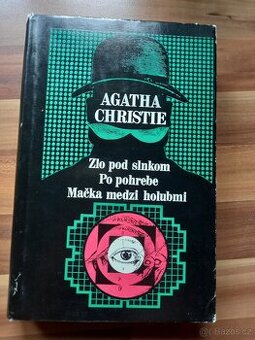 AGATHA
CHRISTIE
Zlo pod slnkom
Po pohrebe
Mačka medzi holubmi